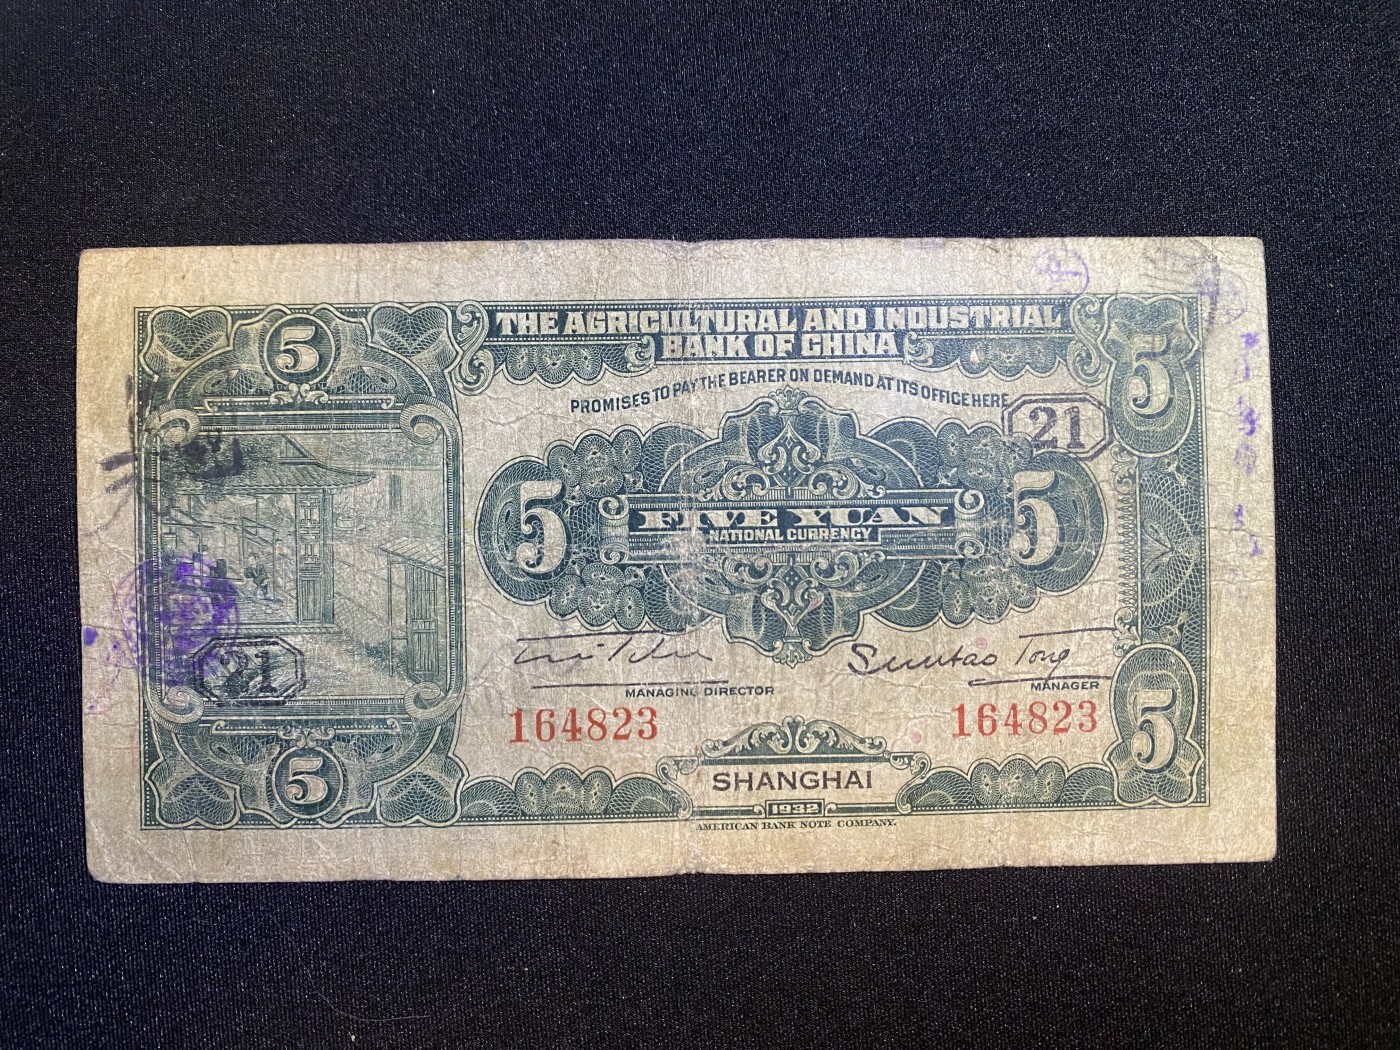 THE AGRICULTURAL AND INDUSTRIAL
BANK OF CHINA
PROMISES TO PAY THE BEARER ON DEMAND AT ITS OFFICE HERE
5
5
21
5
5
FIVE YUAN
NATIONAL CURRENCY
21
Suntao Tong
MANAGING DIRECTOR
MANAGER
164823
164823
5
5
SHANGHAI
1932
AMERICAN BANK NOTE COMPANY.